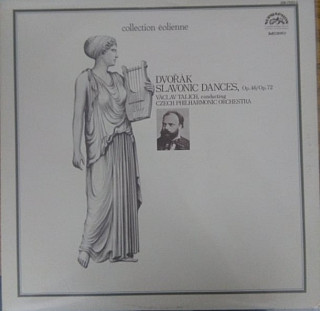 collection éolienne
DVOŘÁK
SLAVONIC DANCES, Op. 46/Op. 72
VÁCLAV TALICH, conducting
CZECH PHILHARMONIC ORCHESTRA